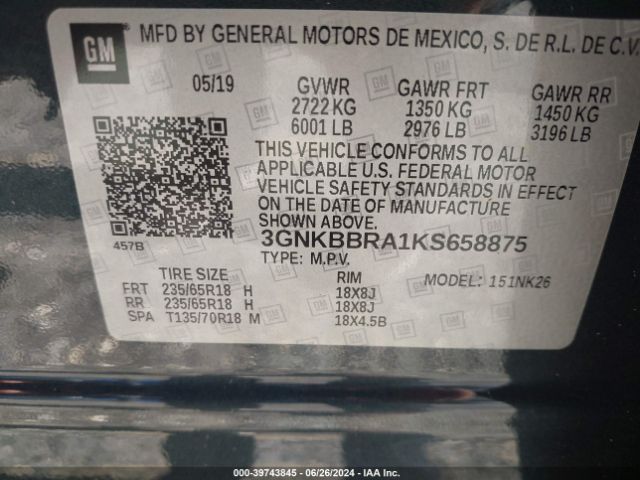 GM MFD BY GENERAL MOTORS DE MEXICO, S. DE R.L. DE C.V.
05/19 GVWR GAWR FRT GAWR RR
2722 KG 1350 KG 1450 KG
6001 LB 2976 LB 3196 LB
THIS VEHICLE CONFORMS TO ALL
APPLICABLE U.S. FEDERAL MOTOR
VEHICLE SAFETY STANDARDS IN EFFECT
ON THE DATE OF MANUFACTURE
SHOWN ABOVE.
457B 3GNKBBRA1KS658875
TYPE: M.P.V. MODEL: 151NK26
TIRE SIZE RIM
FRT 235/65R18 H 18X8J
RR 235/65R18 H 18X8J
SPA T135/70R18 M 18X4.5B
000-39743845 - 06/26/2024 - IAA Inc.